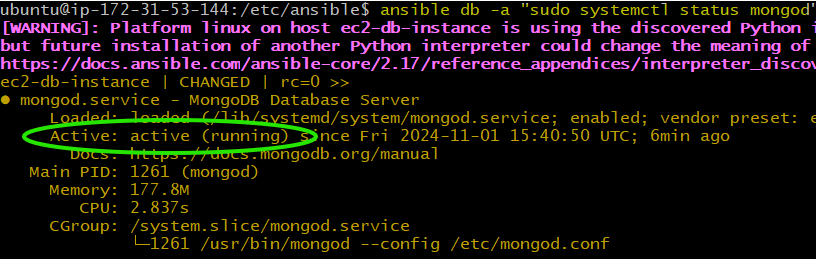 ubuntu@ip-172-31-53-144:/etc/ansible$ ansible db -a "sudo systemctl status mongod"
[WARNING]: Platform linux on host ec2-db-instance is using the discovered Python i
but future installation of another Python interpreter could change the meaning of
https://docs.ansible.com/ansible-core/2.17/reference_appendices/interpreter_discov
ec2-db-instance | CHANGED | rc=0 >>
● mongod.service - MongoDB Database Server
Loaded: loaded (/lib/systemd/system/mongod.service; enabled; vendor preset: e
Active: active (running) since Fri 2024-11-01 15:40:50 UTC; 6min ago
Docs: https://docs.mongodb.org/manual
Main PID: 1261 (mongod)
Memory: 177.8M
CPU: 2.837s
CGroup: /system.slice/mongod.service
└─1261 /usr/bin/mongod --config /etc/mongod.conf